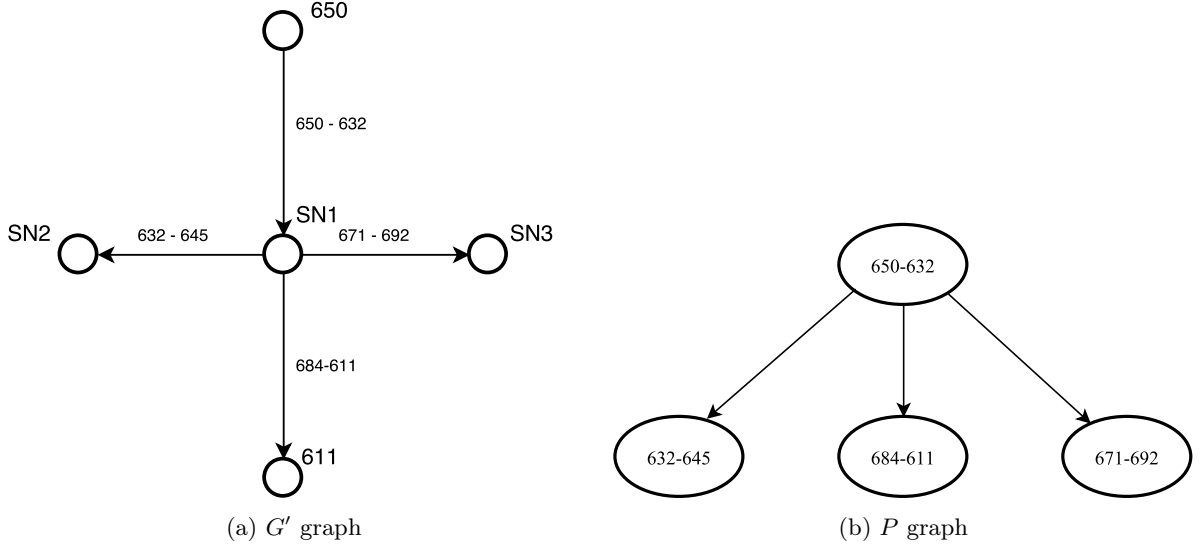 650
650 - 632
SN1
SN2
632 - 645
671 - 692
SN3
684-611
611
(a) G′ graph
650-632
632-645
684-611
671-692
(b) P graph